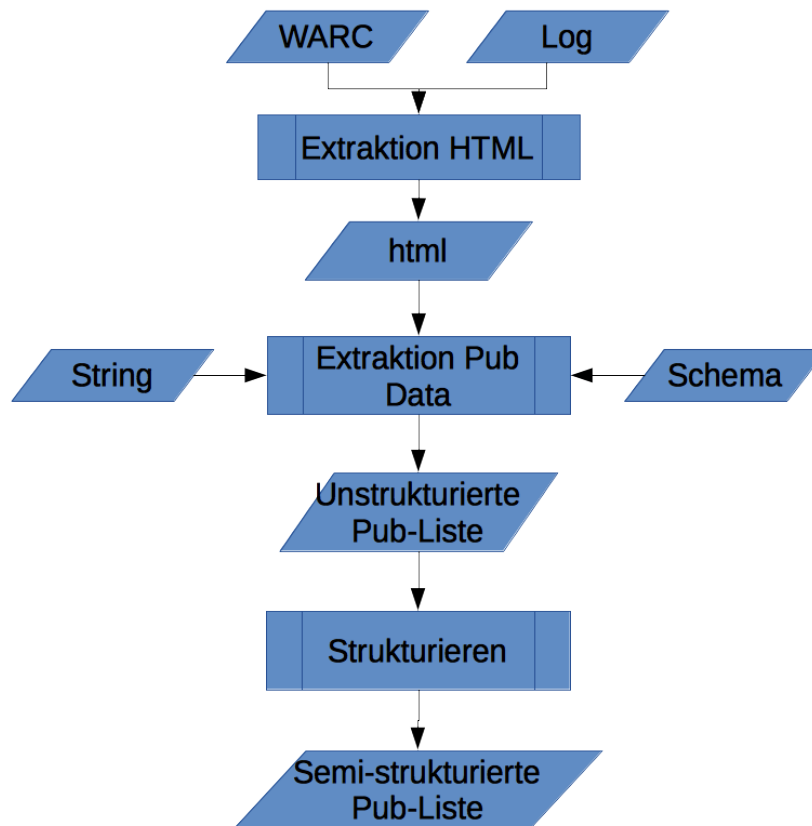 WARC
Log
Extraktion HTML
html
String
Extraktion Pub
Data
Schema
Unstrukturierte
Pub-Liste
Strukturieren
Semi-strukturierte
Pub-Liste